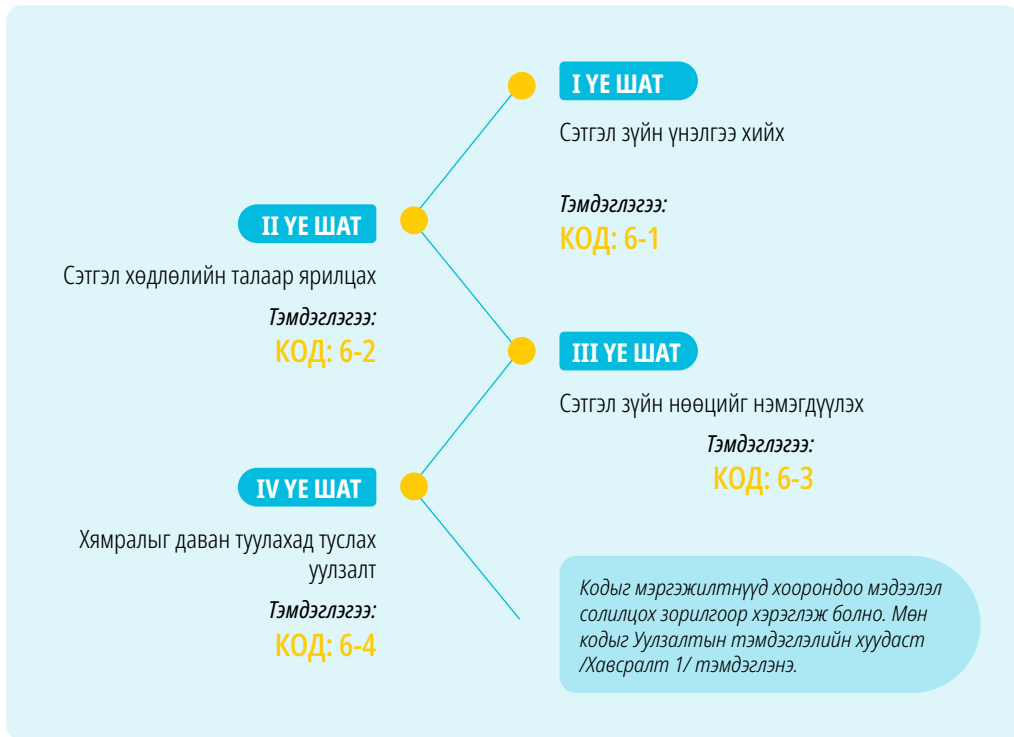 I ҮЕ ШАТ
Сэтгэл зүйн үнэлгээ хийх
Тэмдэглэгээ:
КОД: 6-1
II ҮЕ ШАТ
Сэтгэл хөдлөлийн талаар ярилцах
Тэмдэглэгээ:
КОД: 6-2
III ҮЕ ШАТ
Сэтгэл зүйн нөөцийг нэмэгдүүлэх
Тэмдэглэгээ:
КОД: 6-3
IV ҮЕ ШАТ
Хямралыг даван туулахад туслах
уулзалт
Тэмдэглэгээ:
КОД: 6-4
Кодыг мэргэжилтнүүд хоорондоо мэдээлэл
солилцох зорилгоор хэрэглэж болно. Мөн
кодыг Уулзалтын тэмдэглэлийн хуудаст
/Хавсралт 1/ тэмдэглэнэ.